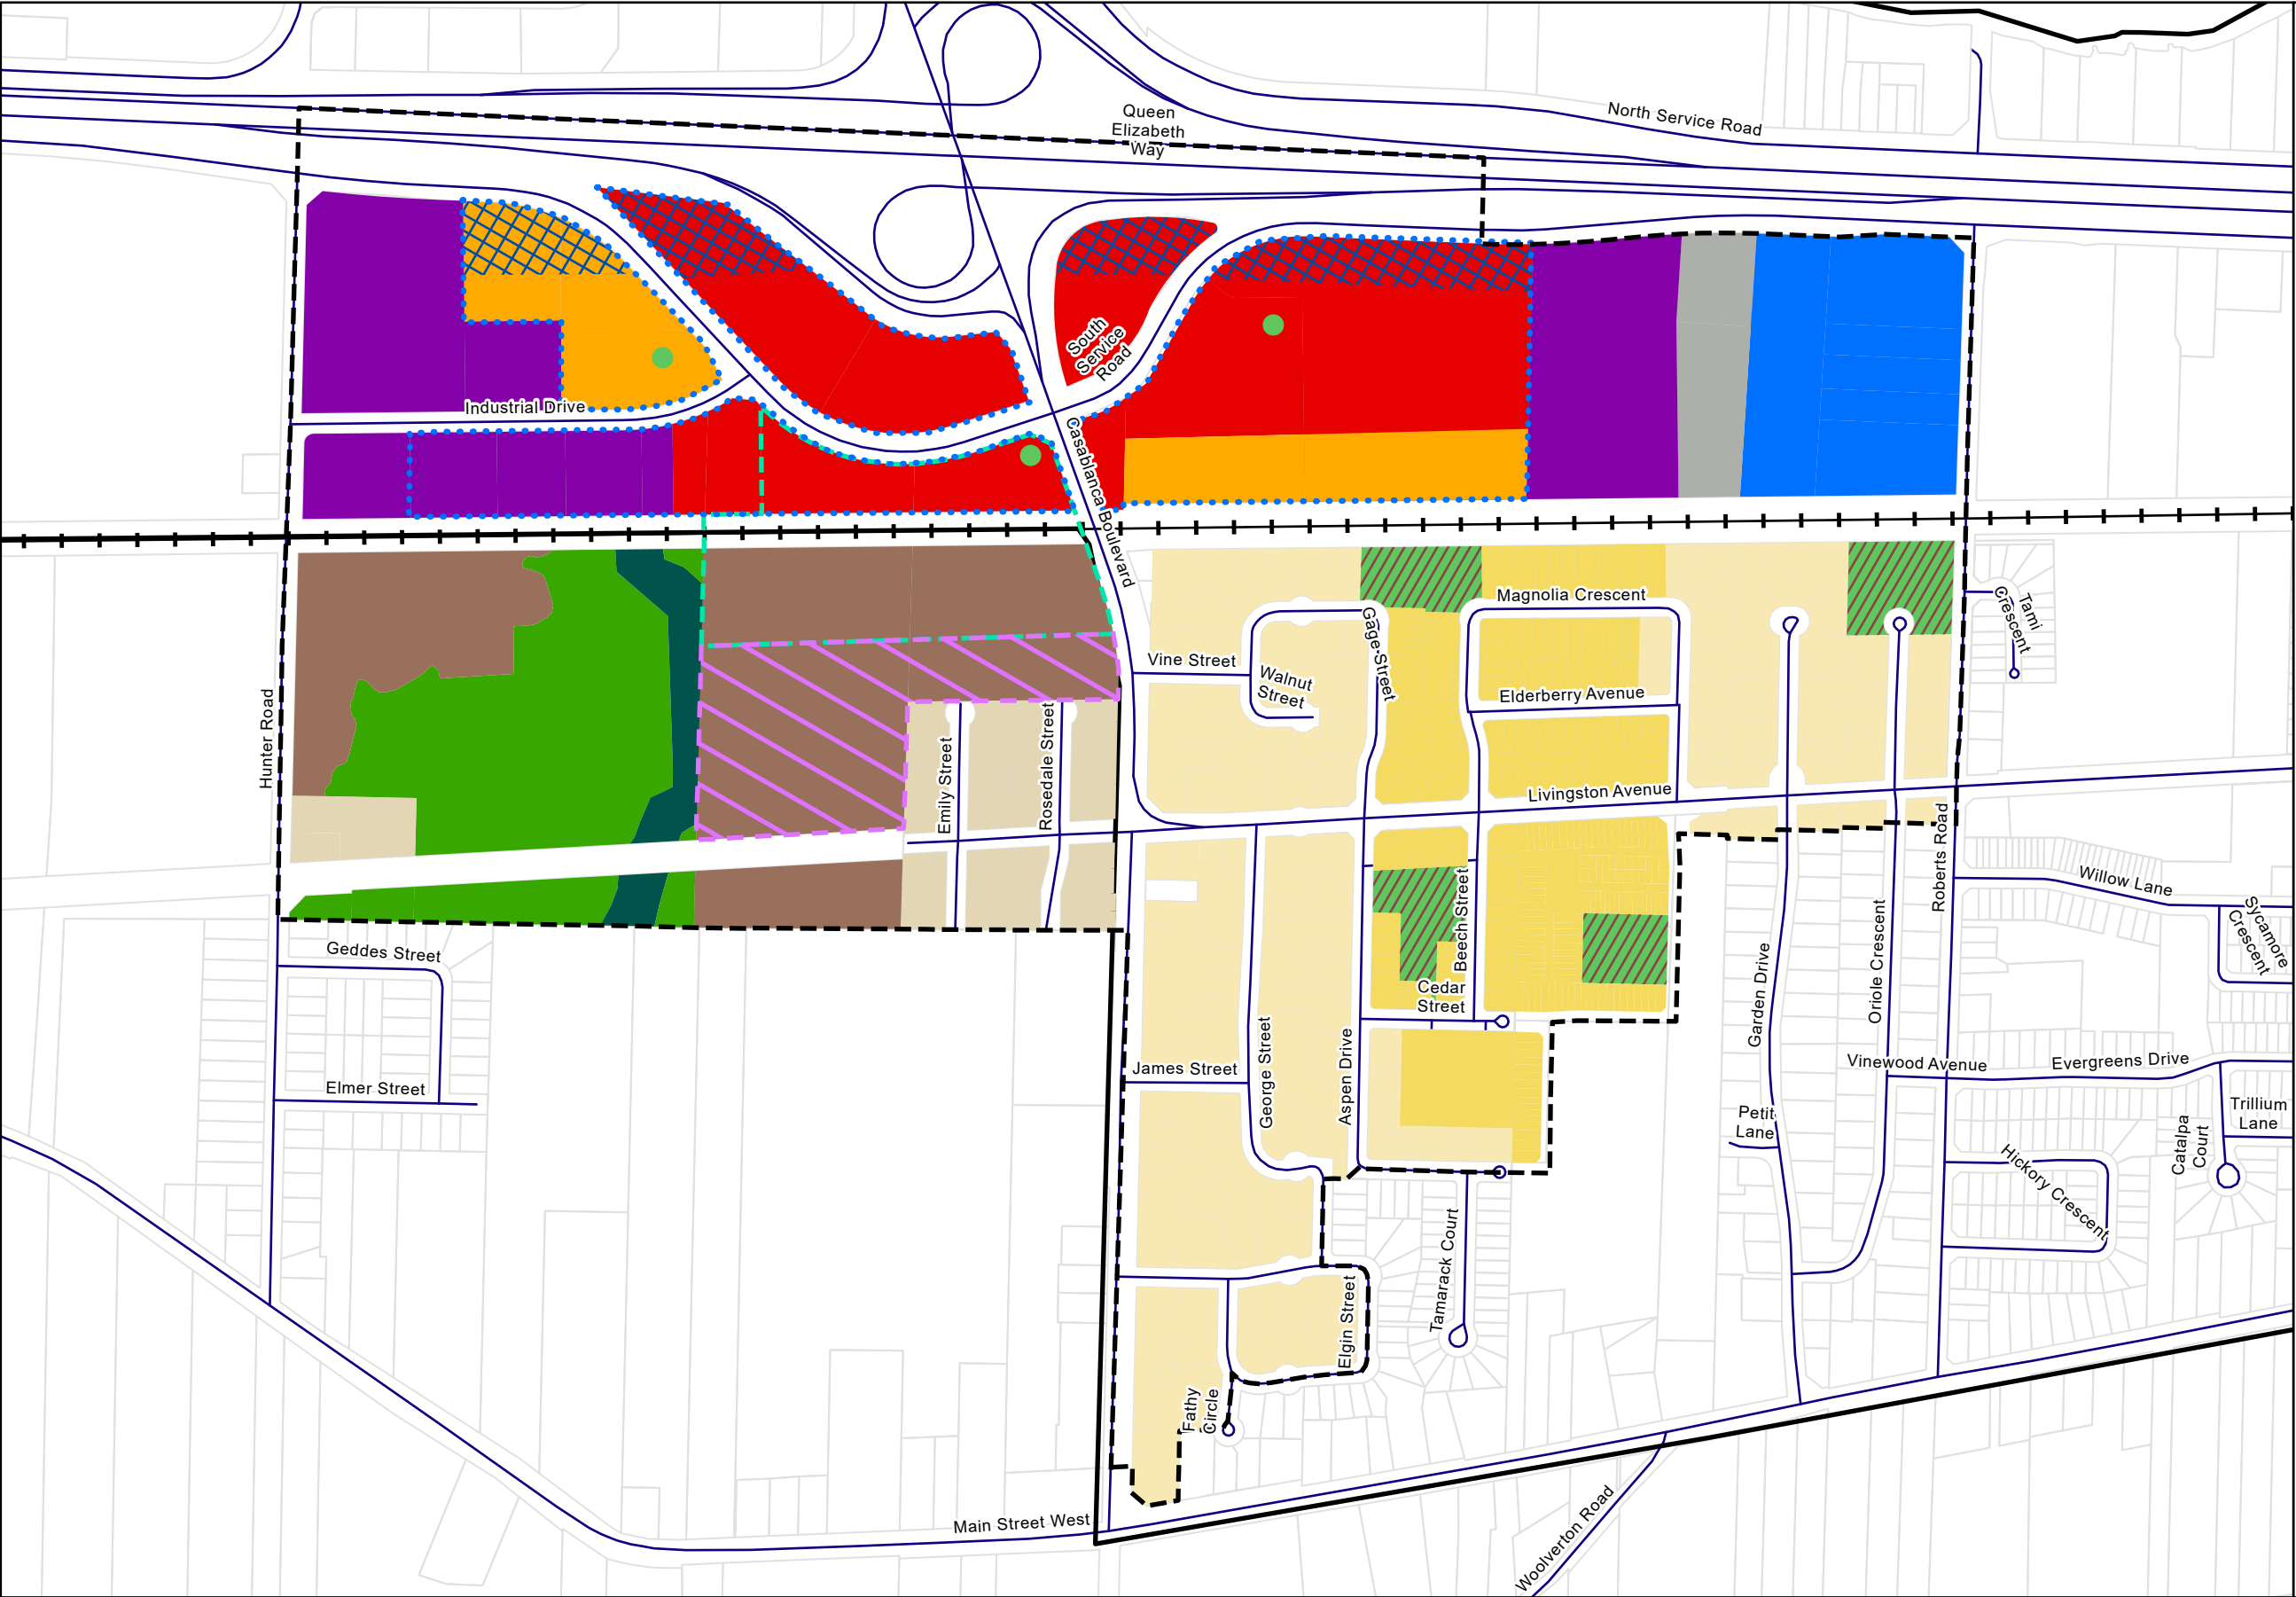 Queen
Elizabeth
Way
North Service Road
South
Service
Road
Industrial Drive
Casablanca Boulevard
Magnolia Crescent
Tami
Crescent
Gage Street
Vine Street
Walnut
Street
Elderberry Avenue
Hunter Road
Emily Street
Rosedale Street
Livingston Avenue
Roberts Road
Willow Lane
Sycamore
Crescent
Beech Street
Geddes Street
Garden Drive
Oriole Crescent
Cedar
Street
George Street
Aspen Drive
James Street
Vinewood Avenue
Evergreens Drive
Elmer Street
Petit
Lane
Trillium
Lane
Catalpa
Court
Hickory Crescent
Tamarack Court
Elgin Street
Fathy
Circle
Main Street West
Woolverton Road